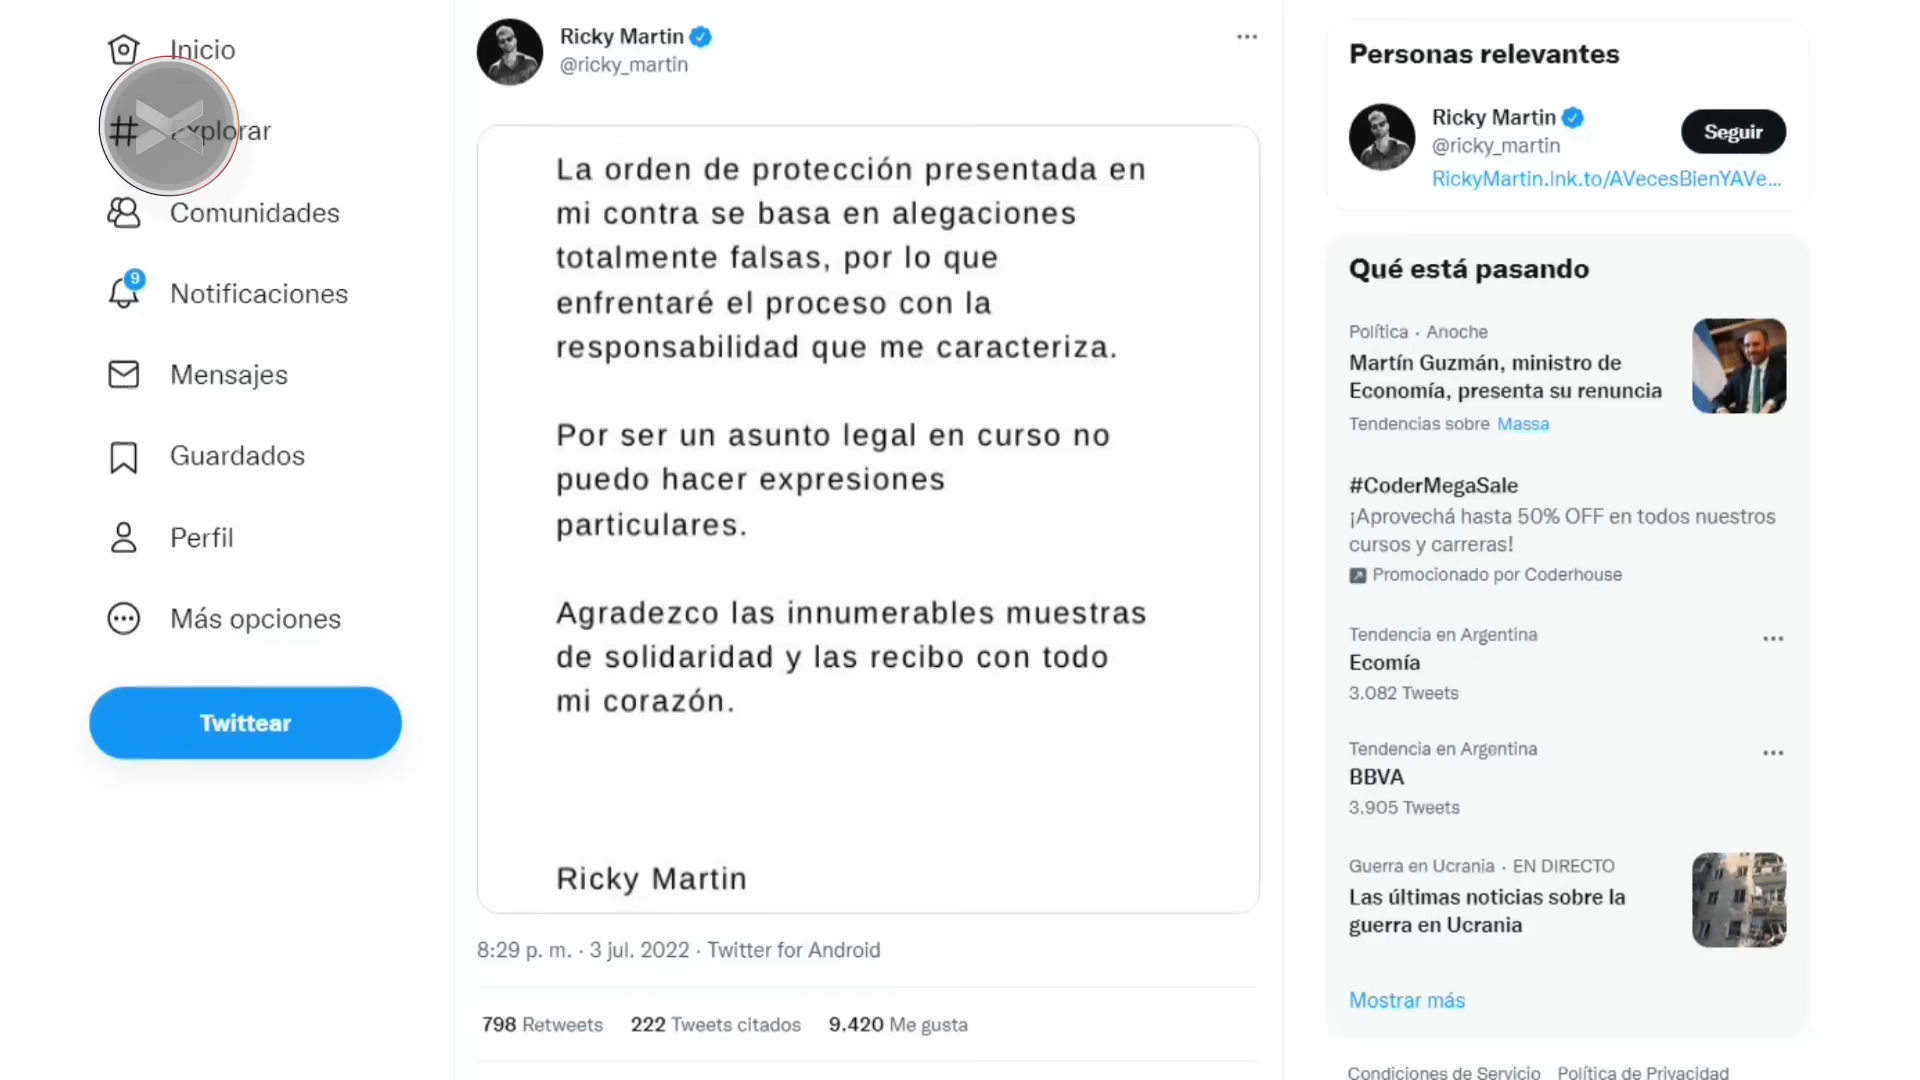 Inicio
Explorar
Comunidades
9
Notificaciones
Mensajes
Guardados
Perfil
Más opciones
Twittear
Ricky Martin
@ricky_martin
La orden de protección presentada en
mi contra se basa en alegaciones
totalmente falsas, por lo que
enfrentaré el proceso con la
responsabilidad que me caracteriza.
Por ser un asunto legal en curso no
puedo hacer expresiones
particulares.
Agradezco las innumerables muestras
de solidaridad y las recibo con todo
mi corazón.
Ricky Martin
8:29 p. m. · 3 jul. 2022 · Twitter for Android
798 Retweets 222 Tweets citados 9.420 Me gusta
Personas relevantes
Ricky Martin
@ricky_martin
Seguir
RickyMartin.lnk.to/AVecesBienYAVe...
Qué está pasando
Política · Anoche
Martín Guzmán, ministro de
Economía, presenta su renuncia
Tendencias sobre Massa
#CoderMegaSale
¡Aprovechá hasta 50% OFF en todos nuestros
cursos y carreras!
Promocionado por Coderhouse
Tendencia en Argentina
Ecomía
3.082 Tweets
Tendencia en Argentina
BBVA
3.905 Tweets
Guerra en Ucrania · EN DIRECTO
Las últimas noticias sobre la
guerra en Ucrania
Mostrar más
Condiciones de Servicio Política de Privacidad